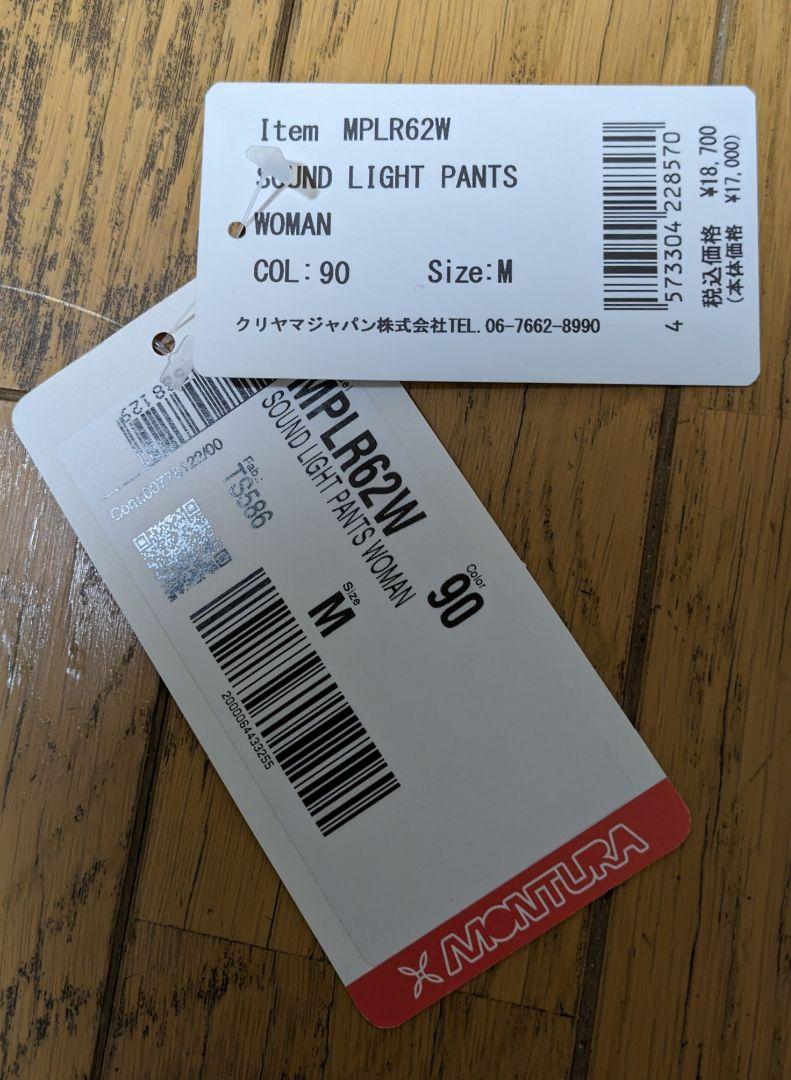 Item MPLR62W
SOUND LIGHT PANTS
WOMAN
COL:90 Size:M
クリヤマジャパン株式会社TEL.06-7662-8990
4 573304 228570
税込価格 ¥18,700
(本体価格 ¥17,000)
MPLR62W
SOUND LIGHT PANTS WOMAN
Color
90
Size
M
Fab.:
TS586
2000064433255
MONTURA